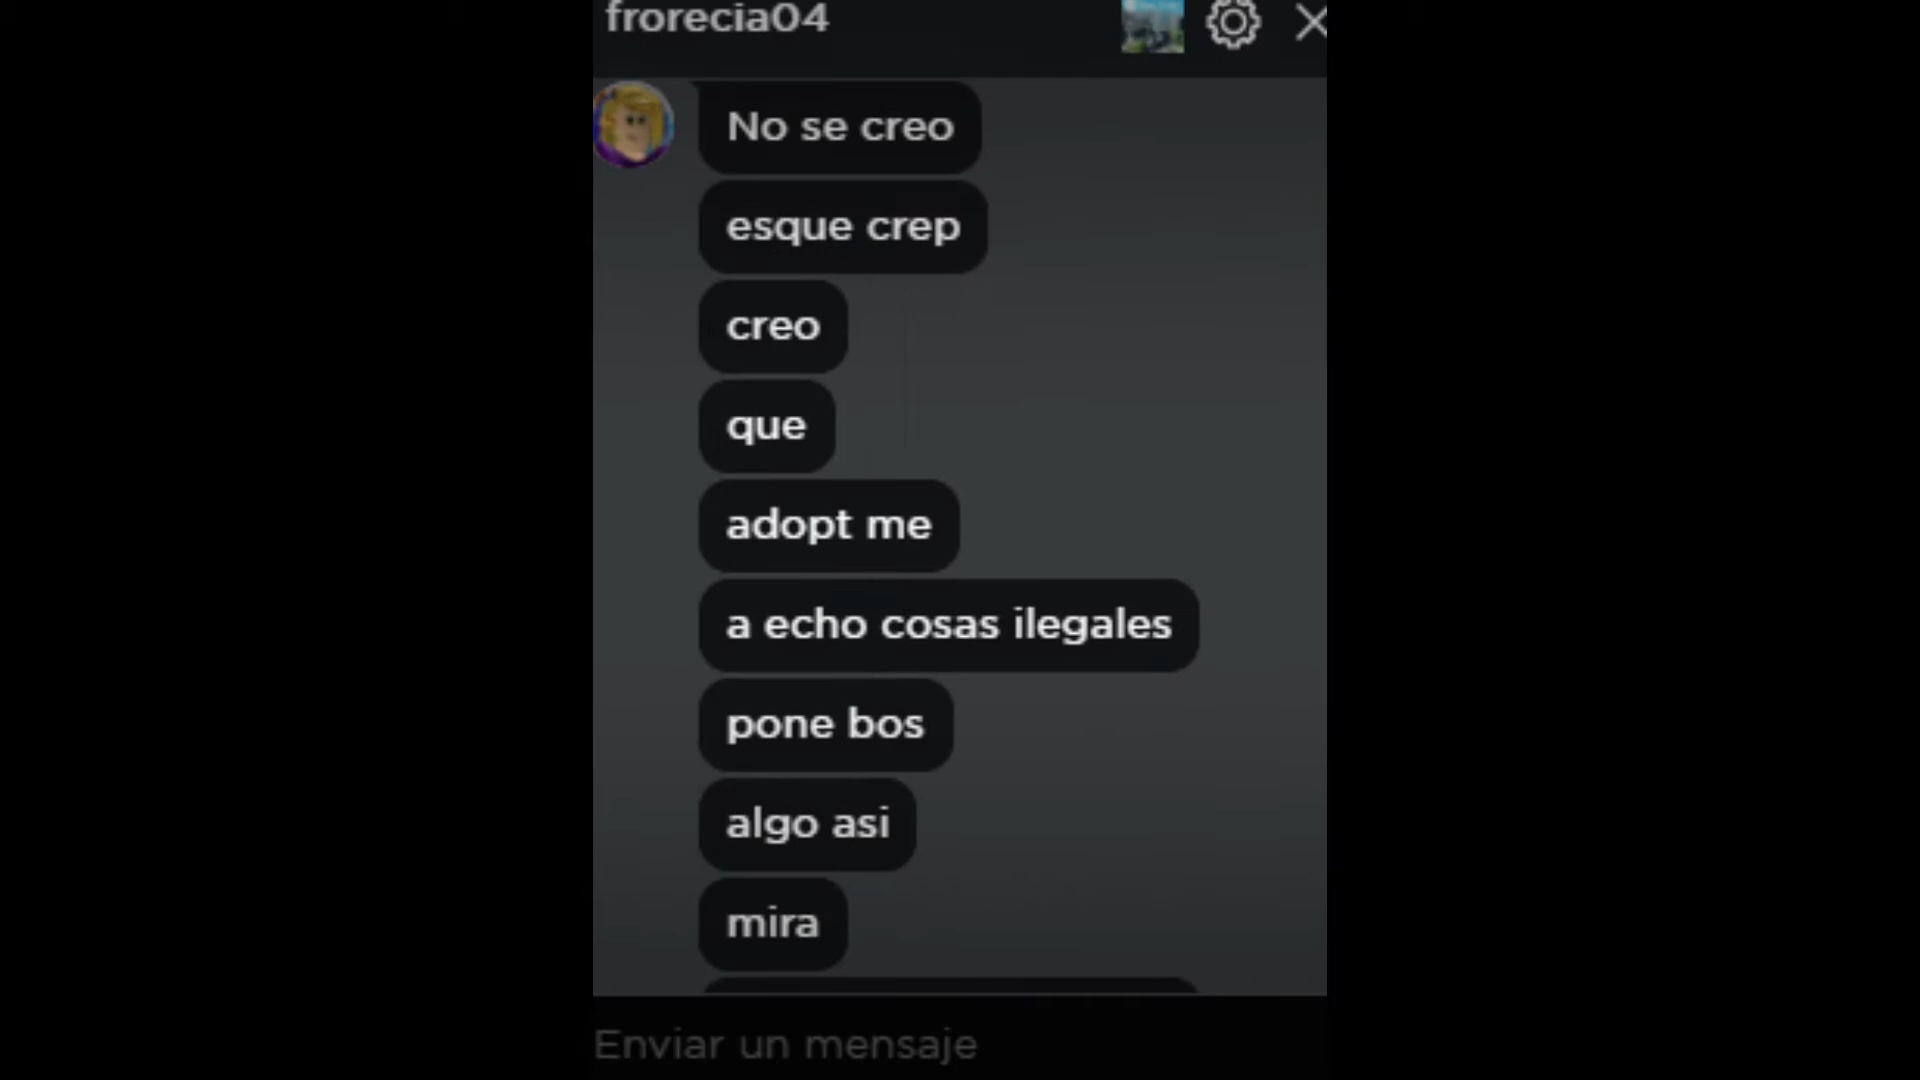 frorecia04
No se creo
esque crep
creo
que
adopt me
a echo cosas ilegales
pone bos
algo asi
mira
Enviar un mensaje